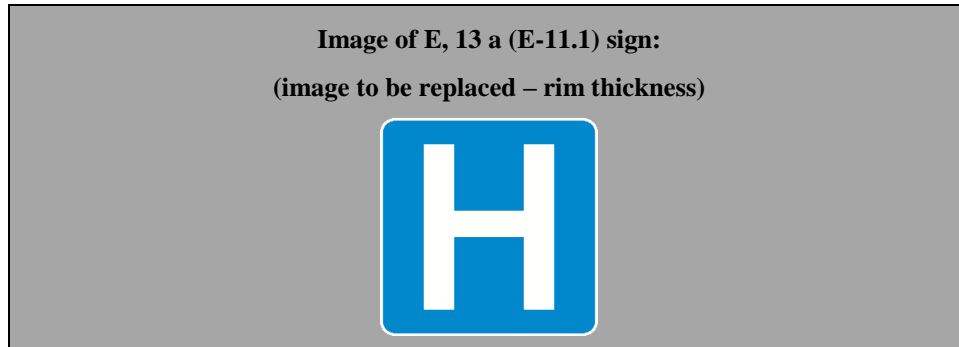 Image of E, 13 a (E-11.1) sign:
(image to be replaced – rim thickness)
H